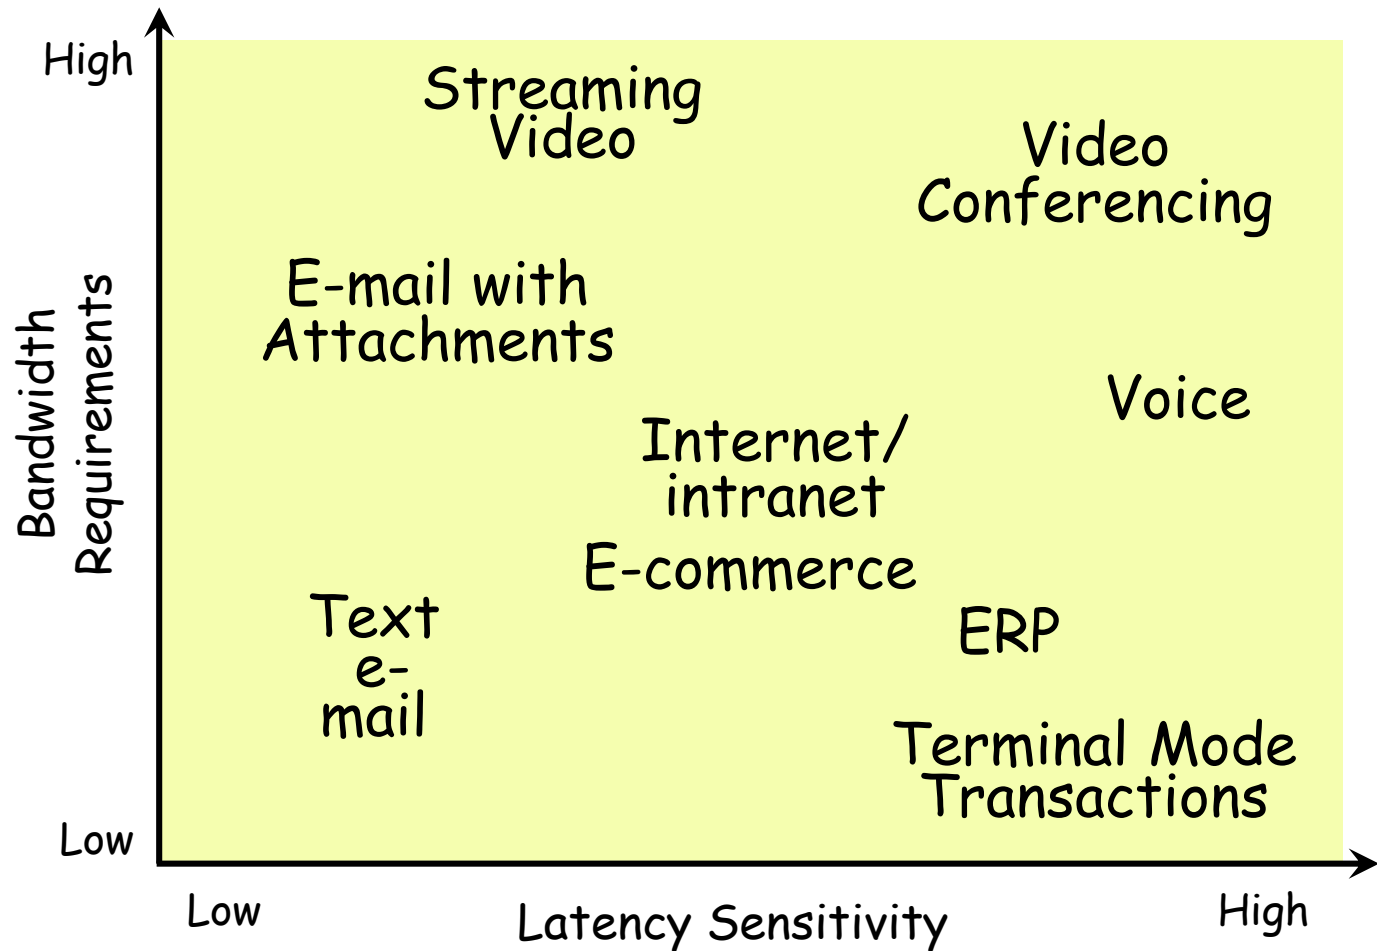 High
Streaming
Video
Video
Conferencing
E-mail with
Attachments
Bandwidth
Requirements
Voice
Internet/
intranet
E-commerce
Text
e-
mail
ERP
Terminal Mode
Transactions
Low
Low
Latency Sensitivity
High